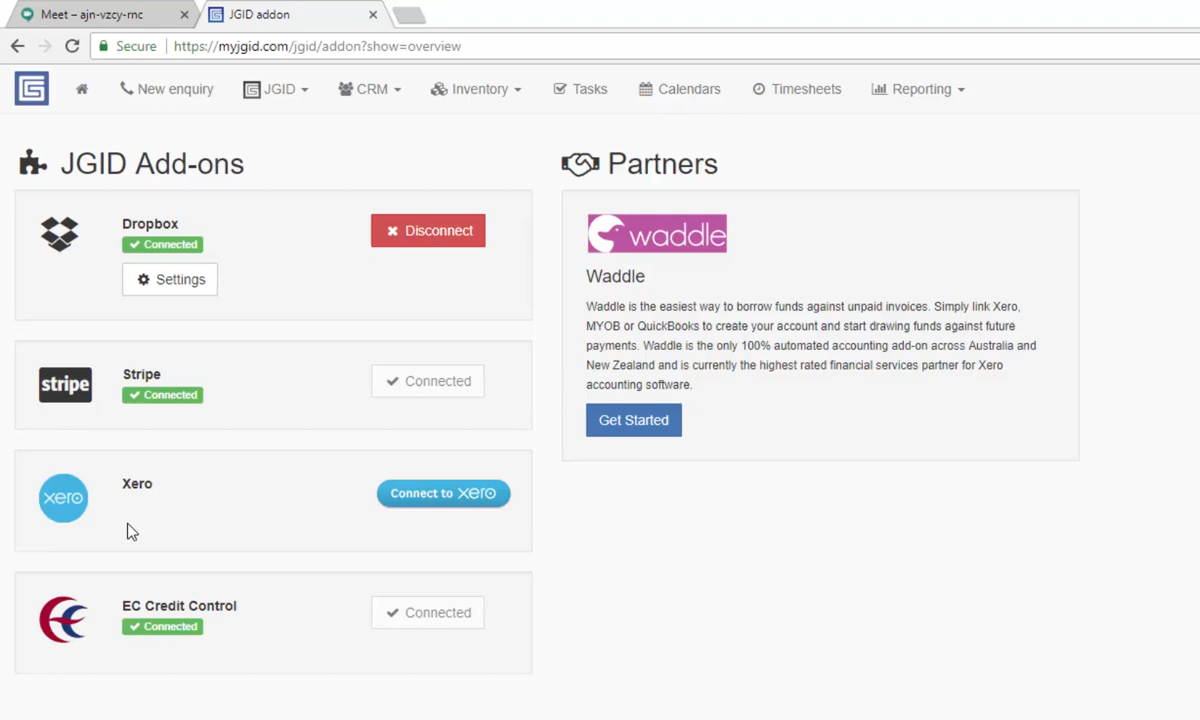 Meet – ajn-vzcy-rnc
JGID addon
Secure
https://myjgid.com/jgid/addon?show=overview
New enquiry
JGID
CRM
Inventory
Tasks
Calendars
Timesheets
Reporting
JGID Add-ons
Dropbox
Connected
Settings
Disconnect
stripe
Stripe
Connected
Connected
xero
Xero
Connect to xero
EC Credit Control
Connected
Connected
Partners
waddle
Waddle
Waddle is the easiest way to borrow funds against unpaid invoices. Simply link Xero,
MYOB or QuickBooks to create your account and start drawing funds against future
payments. Waddle is the only 100% automated accounting add-on across Australia and
New Zealand and is currently the highest rated financial services partner for Xero
accounting software.
Get Started